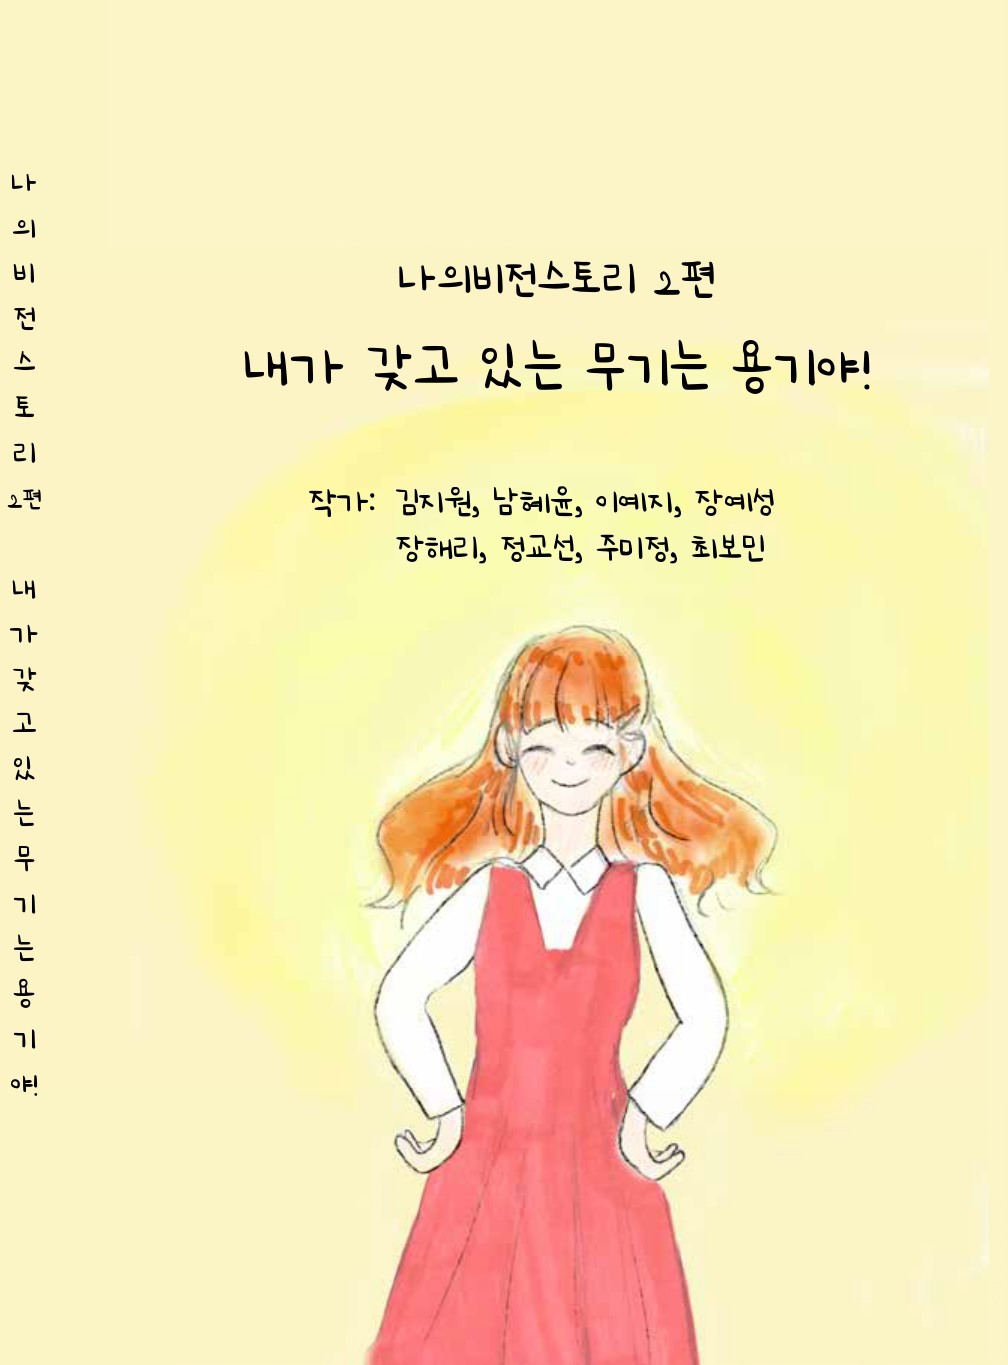 나의비전스토리 2편 내가갖고있는무기는용기야!
나의비전스토리 2편
내가 갖고 있는 무기는 용기야!
작가: 김지원, 남혜윤, 이예지, 장예성
장해리, 정교선, 주미정, 최보민